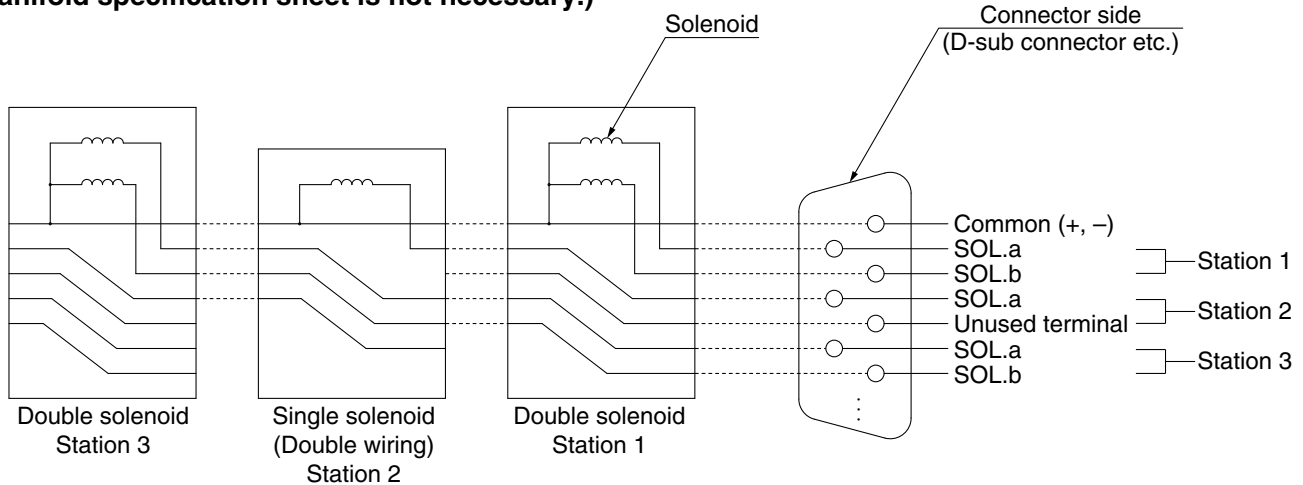 anifold specification sheet is not necessary.)
Solenoid
Connector side
(D-sub connector etc.)
Common (+, –)
SOL.a
SOL.b
Station 1
SOL.a
Unused terminal
Station 2
SOL.a
SOL.b
Station 3
Double solenoid
Station 3
Single solenoid
(Double wiring)
Station 2
Double solenoid
Station 1